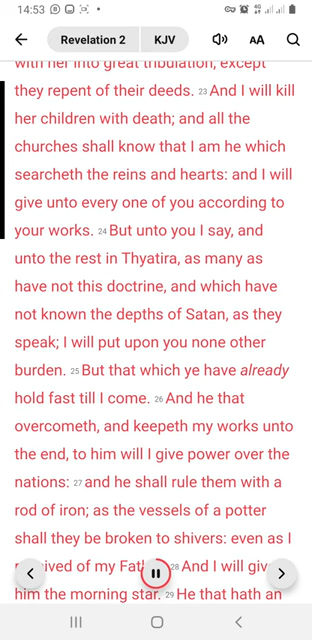 14:53
Revelation 2 KJV AA
with her into great tribulation, except
they repent of their deeds. 23 And I will kill
her children with death; and all the
churches shall know that I am he which
searcheth the reins and hearts: and I will
give unto every one of you according to
your works. 24 But unto you I say, and
unto the rest in Thyatira, as many as
have not this doctrine, and which have
not known the depths of Satan, as they
speak; I will put upon you none other
burden. 25 But that which ye have already
hold fast till I come. 26 And he that
overcometh, and keepeth my works unto
the end, to him will I give power over the
nations: 27 and he shall rule them with a
rod of iron; as the vessels of a potter
shall they be broken to shivers: even as I
of my 28 And I will
him the morning star. 29 He that hath an